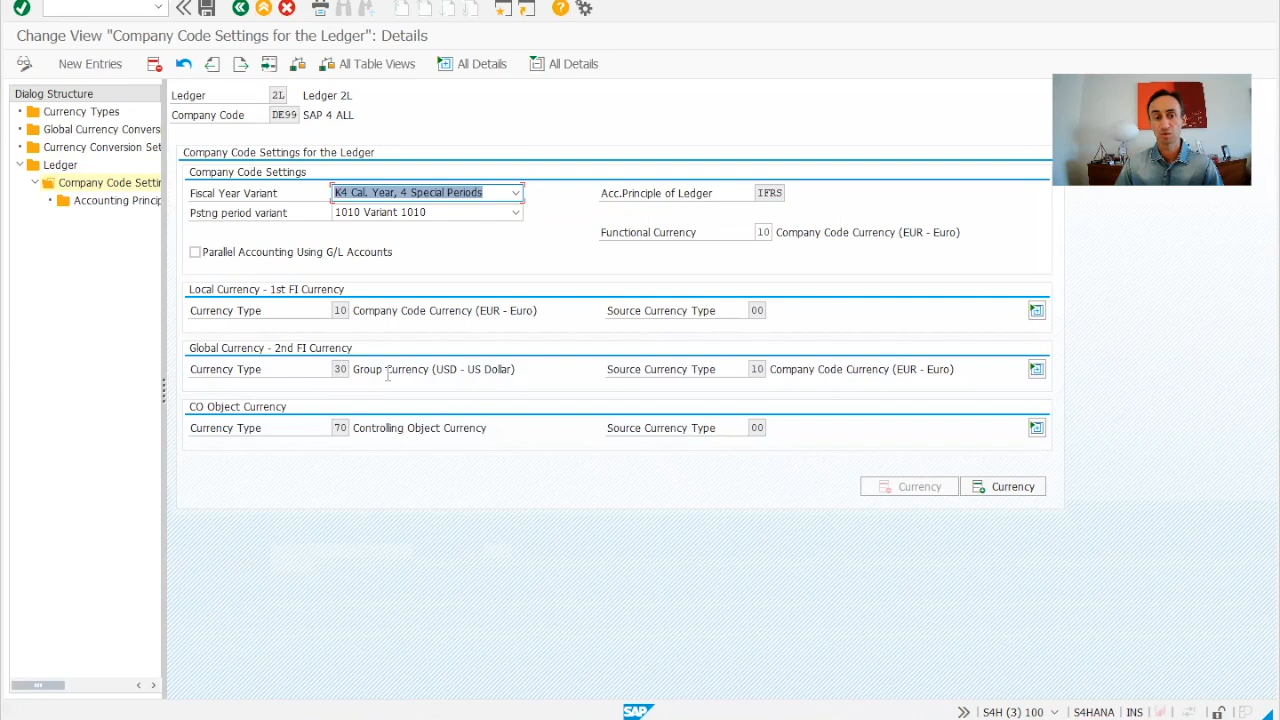 Change View "Company Code Settings for the Ledger": Details
New Entries All Table Views All Details All Details
Dialog Structure
Currency Types
Global Currency Convers
Currency Conversion Set
Ledger
Company Code Settin
Accounting Princip
Ledger 2L Ledger 2L
Company Code DE99 SAP 4 ALL
Company Code Settings for the Ledger
Company Code Settings
Fiscal Year Variant K4 Cal. Year, 4 Special Periods Acc.Principle of Ledger IFRS
Pstng period variant 1010 Variant 1010
Functional Currency 10 Company Code Currency (EUR - Euro)
Parallel Accounting Using G/L Accounts
Local Currency - 1st FI Currency
Currency Type 10 Company Code Currency (EUR - Euro) Source Currency Type 00
Global Currency - 2nd FI Currency
Currency Type 30 Group Currency (USD - US Dollar) Source Currency Type 10 Company Code Currency (EUR - Euro)
CO Object Currency
Currency Type 70 Controlling Object Currency Source Currency Type 00
Currency Currency
SAP S4H (3) 100 S4HANA INS